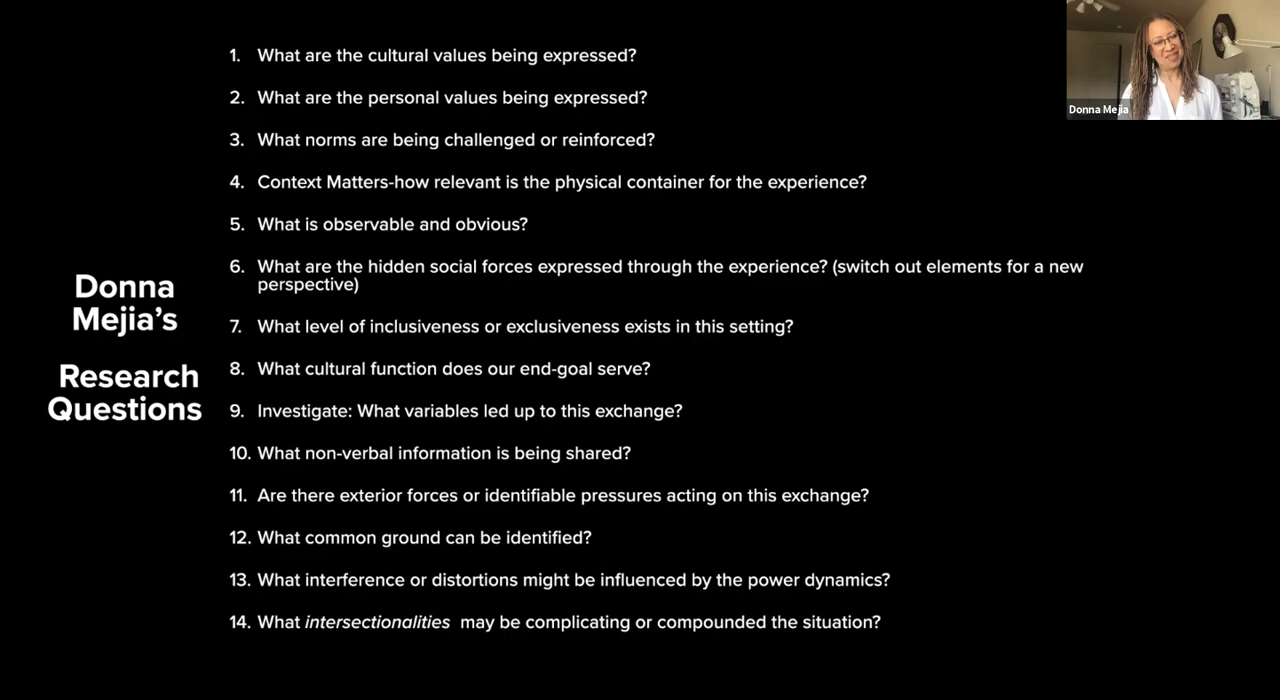 Donna
Mejia’s
Research
Questions
1. What are the cultural values being expressed?
2. What are the personal values being expressed?
3. What norms are being challenged or reinforced?
4. Context Matters-how relevant is the physical container for the experience?
5. What is observable and obvious?
6. What are the hidden social forces expressed through the experience? (switch out elements for a new
perspective)
7. What level of inclusiveness or exclusiveness exists in this setting?
8. What cultural function does our end-goal serve?
9. Investigate: What variables led up to this exchange?
10. What non-verbal information is being shared?
11. Are there exterior forces or identifiable pressures acting on this exchange?
12. What common ground can be identified?
13. What interference or distortions might be influenced by the power dynamics?
14. What intersectionalities may be complicating or compounded the situation?
Donna Mejia